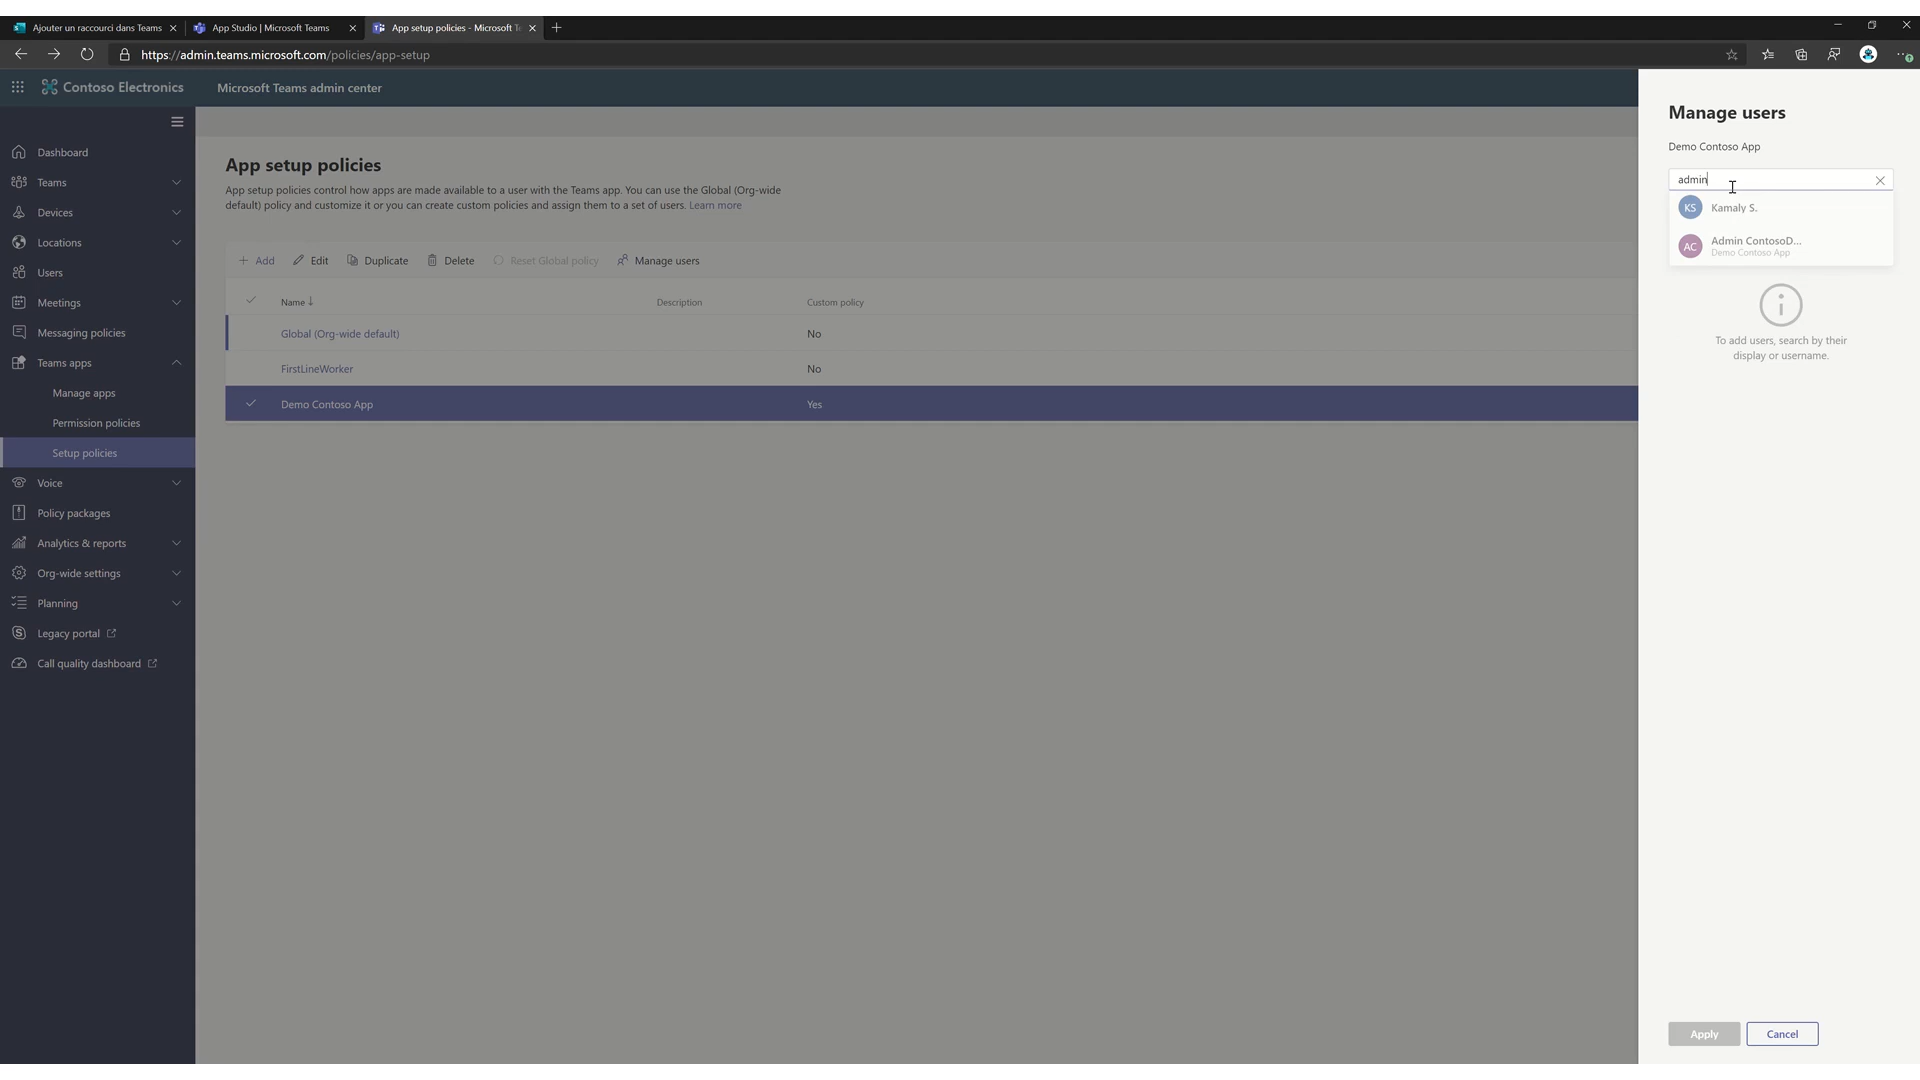 Ajouter un raccourci dans Teams
App Studio | Microsoft Teams
App setup policies - Microsoft T
https://admin.teams.microsoft.com/policies/app-setup
Contoso Electronics
Microsoft Teams admin center
Dashboard
Teams
Devices
Locations
Users
Meetings
Messaging policies
Teams apps
Manage apps
Permission policies
Setup policies
Voice
Policy packages
Analytics & reports
Org-wide settings
Planning
Legacy portal
Call quality dashboard
App setup policies
App setup policies control how apps are made available to a user with the Teams app. You can use the Global (Org-wide
default) policy and customize it or you can create custom policies and assign them to a set of users. Learn more
Add Edit Duplicate Delete Reset Global policy Manage users
Name Description Custom policy
Global (Org-wide default) No
FirstLineWorker No
Demo Contoso App Yes
Manage users
Demo Contoso App
admin
KS Kamaly S.
AC Admin ContosoD...
Demo Contoso App
To add users, search by their
display or username.
Apply Cancel